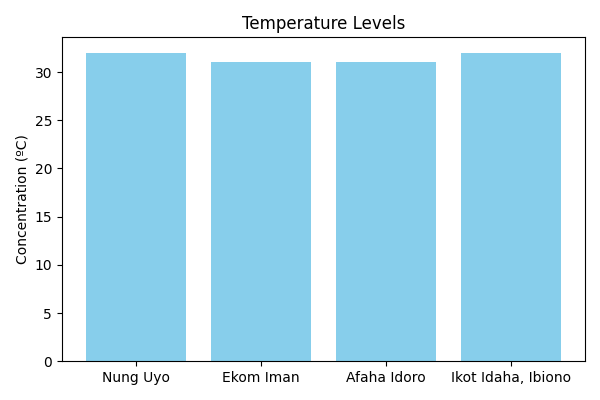 Temperature Levels
Concentration (ºC)
30
25
20
15
10
5
0
Nung Uyo
Ekom Iman
Afaha Idoro
Ikot Idaha, Ibiono